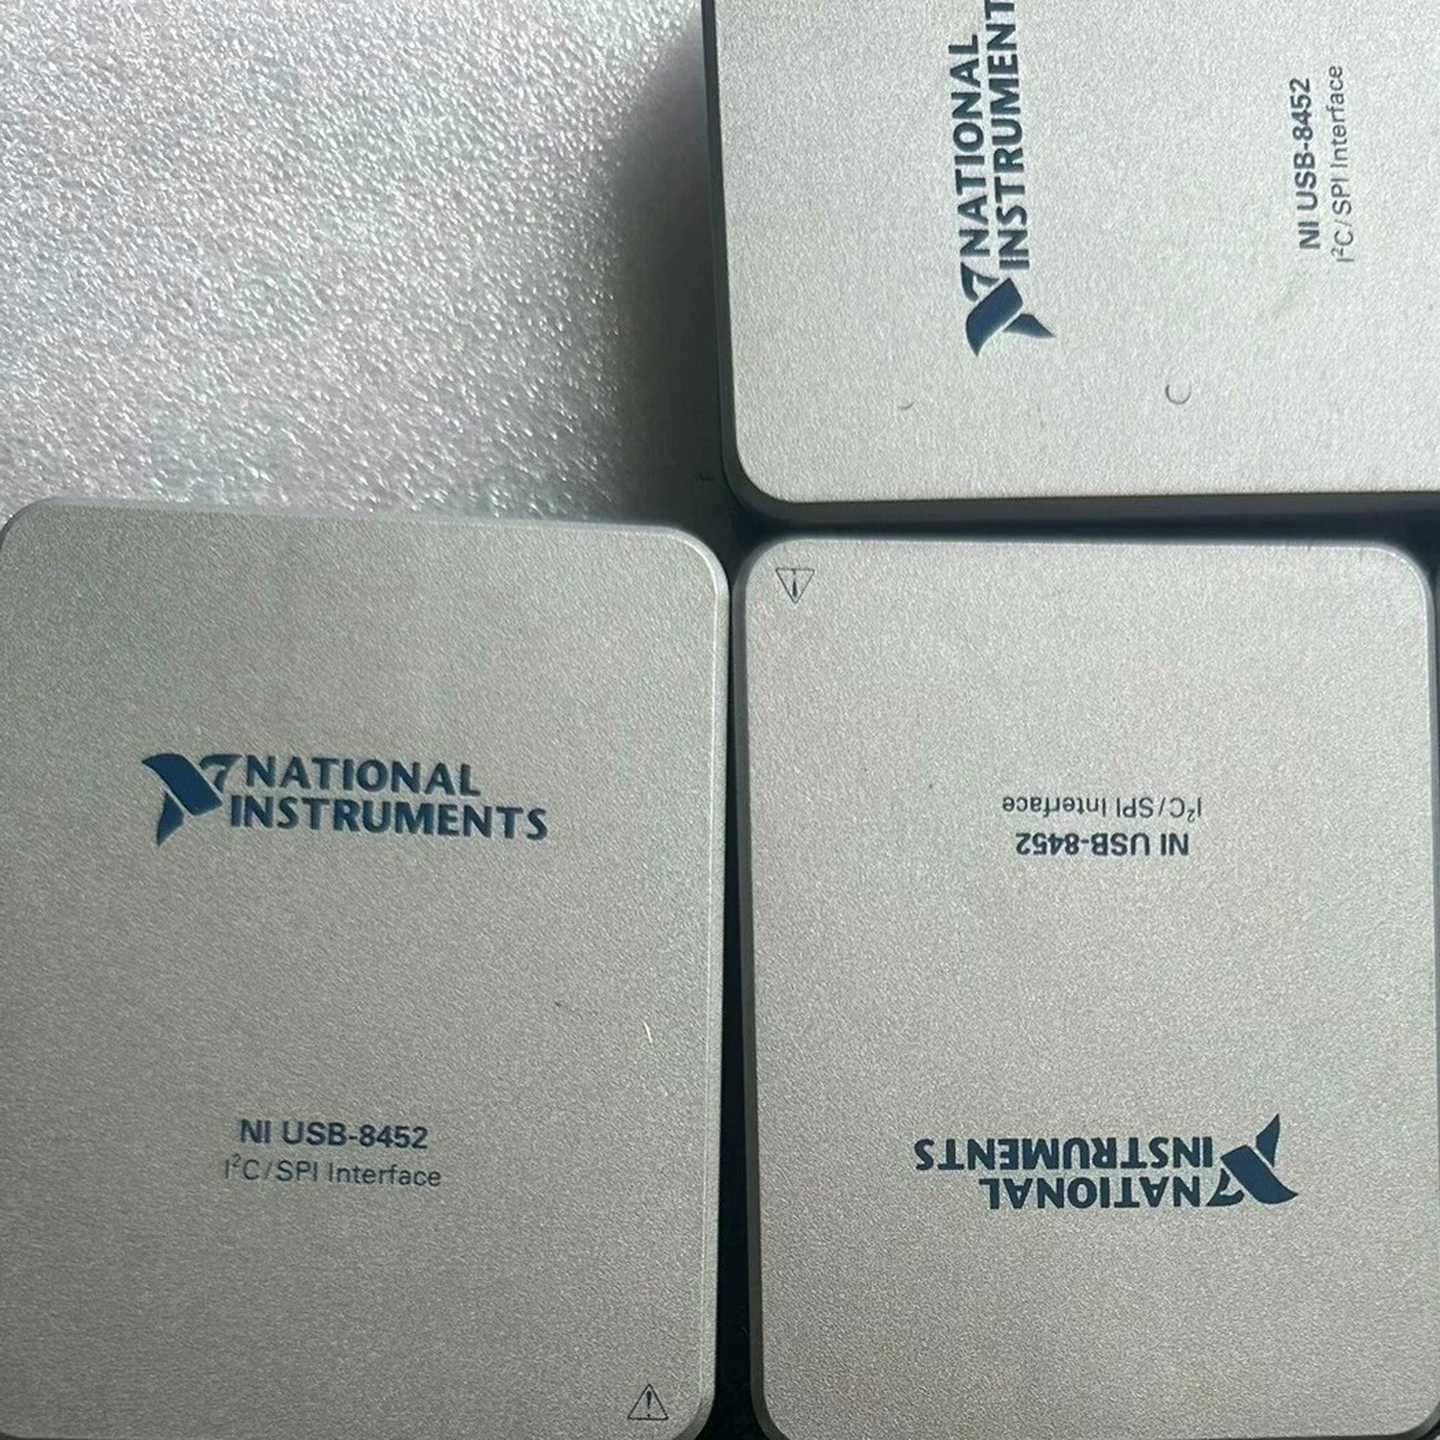 NATIONAL
INSTRUMENT
NI USB-8452
I²C/SPI Interface
NATIONAL
INSTRUMENTS
NI USB-8452
I²C/SPI Interface
NATIONAL
INSTRUMENTS
NI USB-8452
I²C/SPI Interface